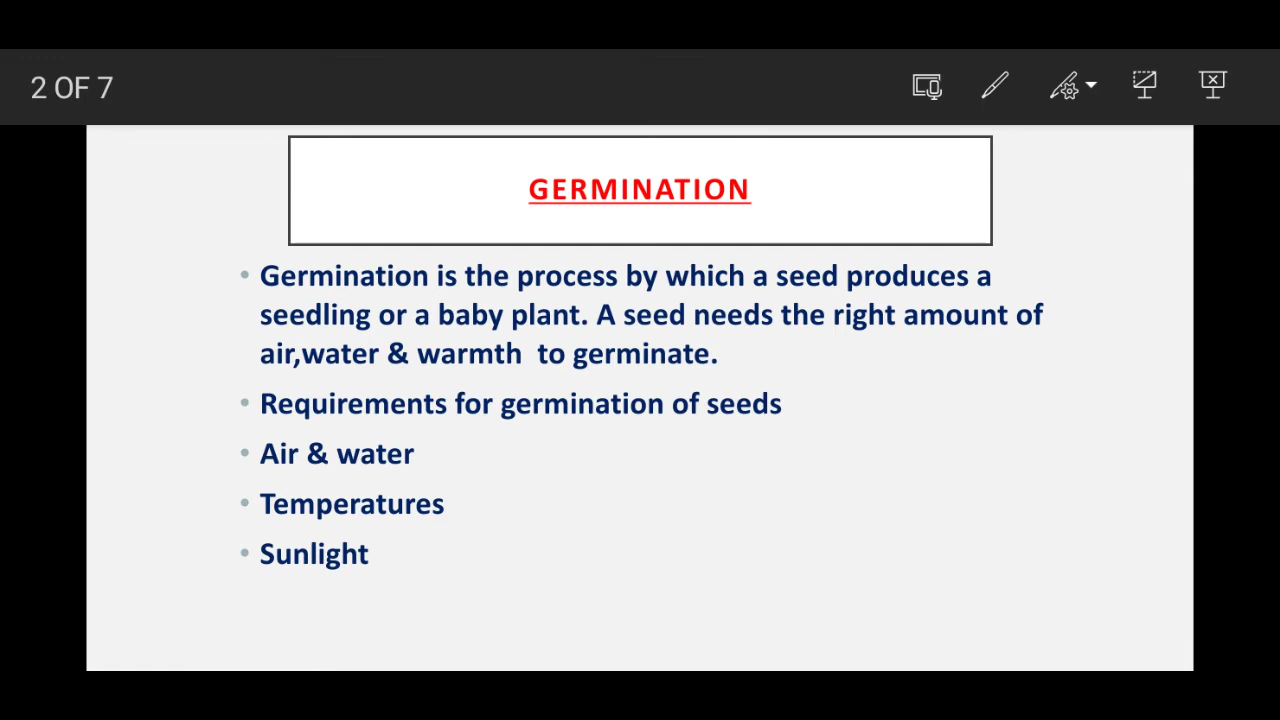 2 OF 7
GERMINATION
• Germination is the process by which a seed produces a
seedling or a baby plant. A seed needs the right amount of
air,water & warmth  to germinate.
• Requirements for germination of seeds
• Air & water
• Temperatures
• Sunlight